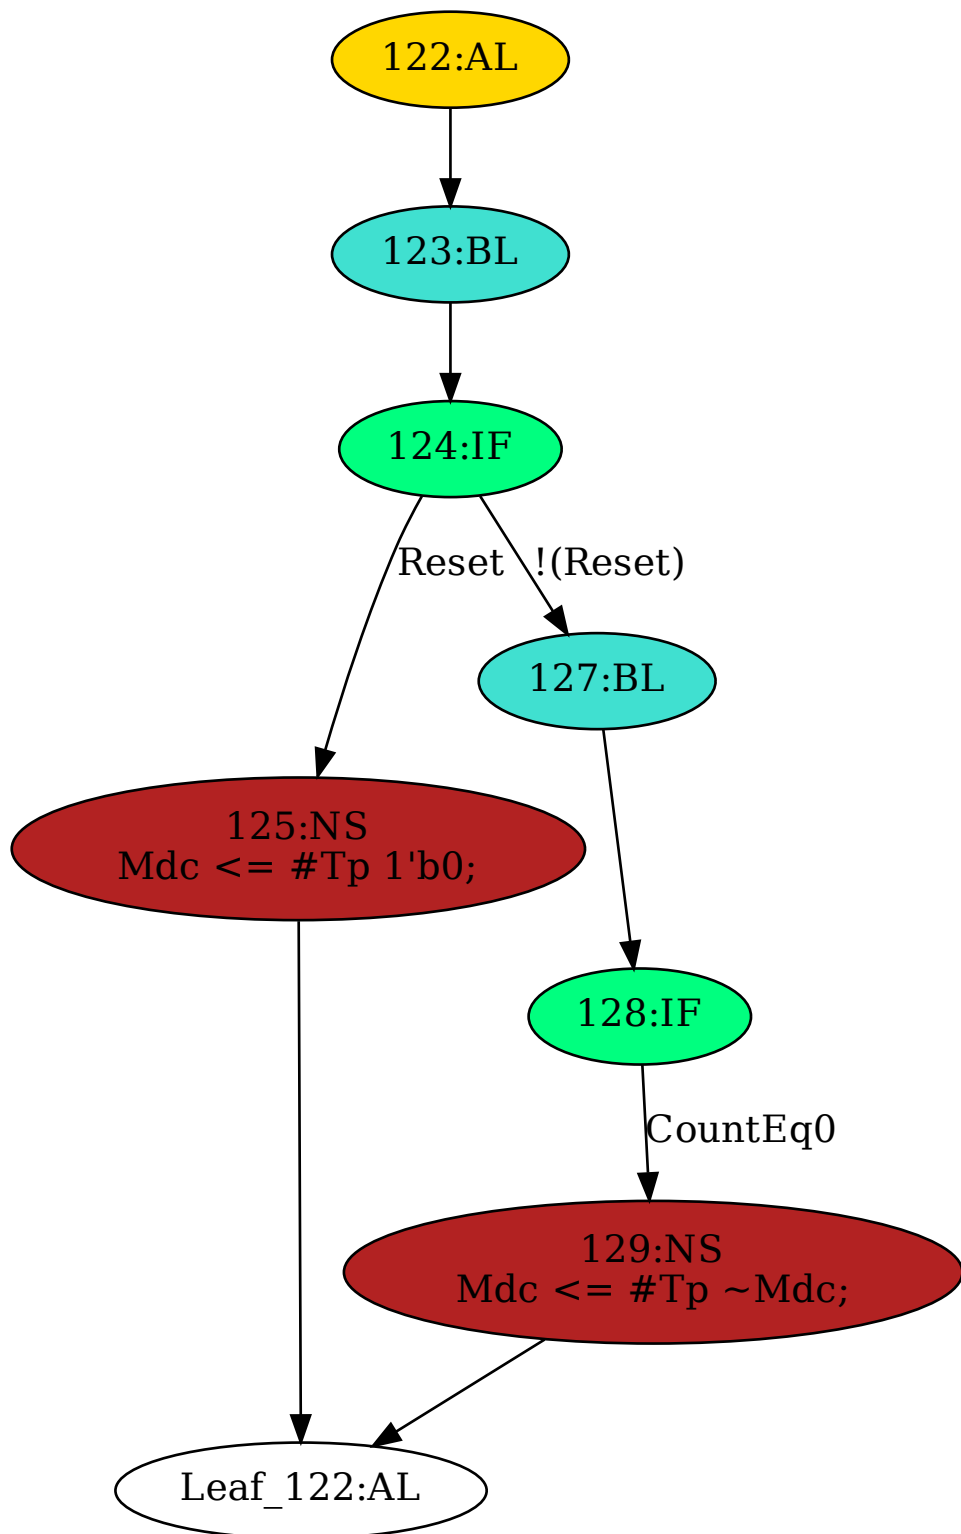 122:AL
123:BL
124:IF
Reset
!(Reset)
127:BL
125:NS
Mdc <= #Tp 1'b0;
128:IF
CountEq0
129:NS
Mdc <= #Tp ~Mdc;
Leaf_122:AL